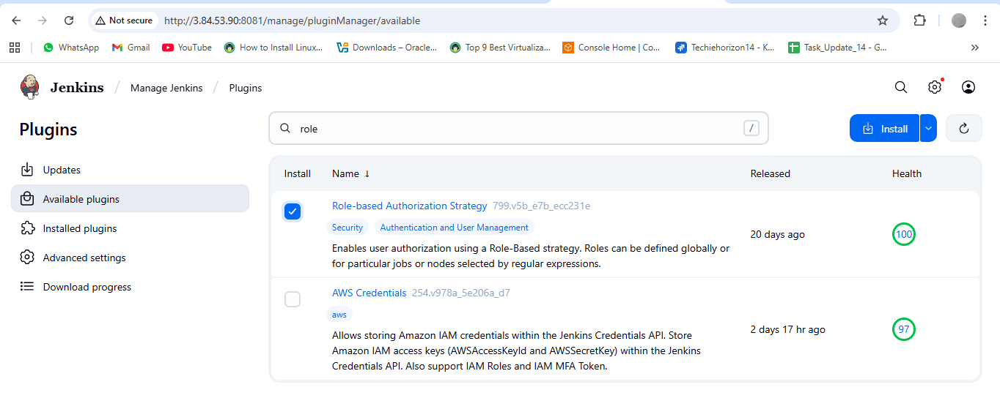 Not secure http://3.84.53.90:8081/manage/pluginManager/available
WhatsApp Gmail YouTube How to Install Linux... Downloads – Oracle... Top 9 Best Virtualiza... Console Home | Co... Techiehorizon14 - K... Task_Update_14 - G... »
Jenkins / Manage Jenkins / Plugins
Plugins
role /
Install
Updates
Available plugins
Installed plugins
Advanced settings
Download progress
Install Name ↓ Released Health
Role-based Authorization Strategy 799.v5b_e7b_ecc231e
Security Authentication and User Management
Enables user authorization using a Role-Based strategy. Roles can be defined globally or
for particular jobs or nodes selected by regular expressions.
20 days ago
100
AWS Credentials 254.v978a_5e206a_d7
aws
Allows storing Amazon IAM credentials within the Jenkins Credentials API. Store
Amazon IAM access keys (AWSAccessKeyId and AWSSecretKey) within the Jenkins
Credentials API. Also support IAM Roles and IAM MFA Token.
2 days 17 hr ago
97